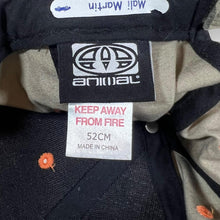 Mali Martin
animal
KEEP AWAY
FROM FIRE
52CM
MADE IN CHINA